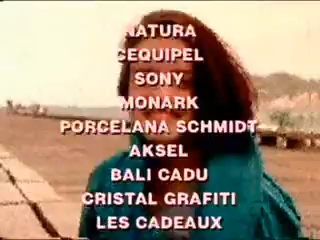 NATURA
CEQUIPEL
SONY
MONARK
PORCELANA SCHMIDT
AKSEL
BALI CADU
CRISTAL GRAFITI
LES CADEAUX